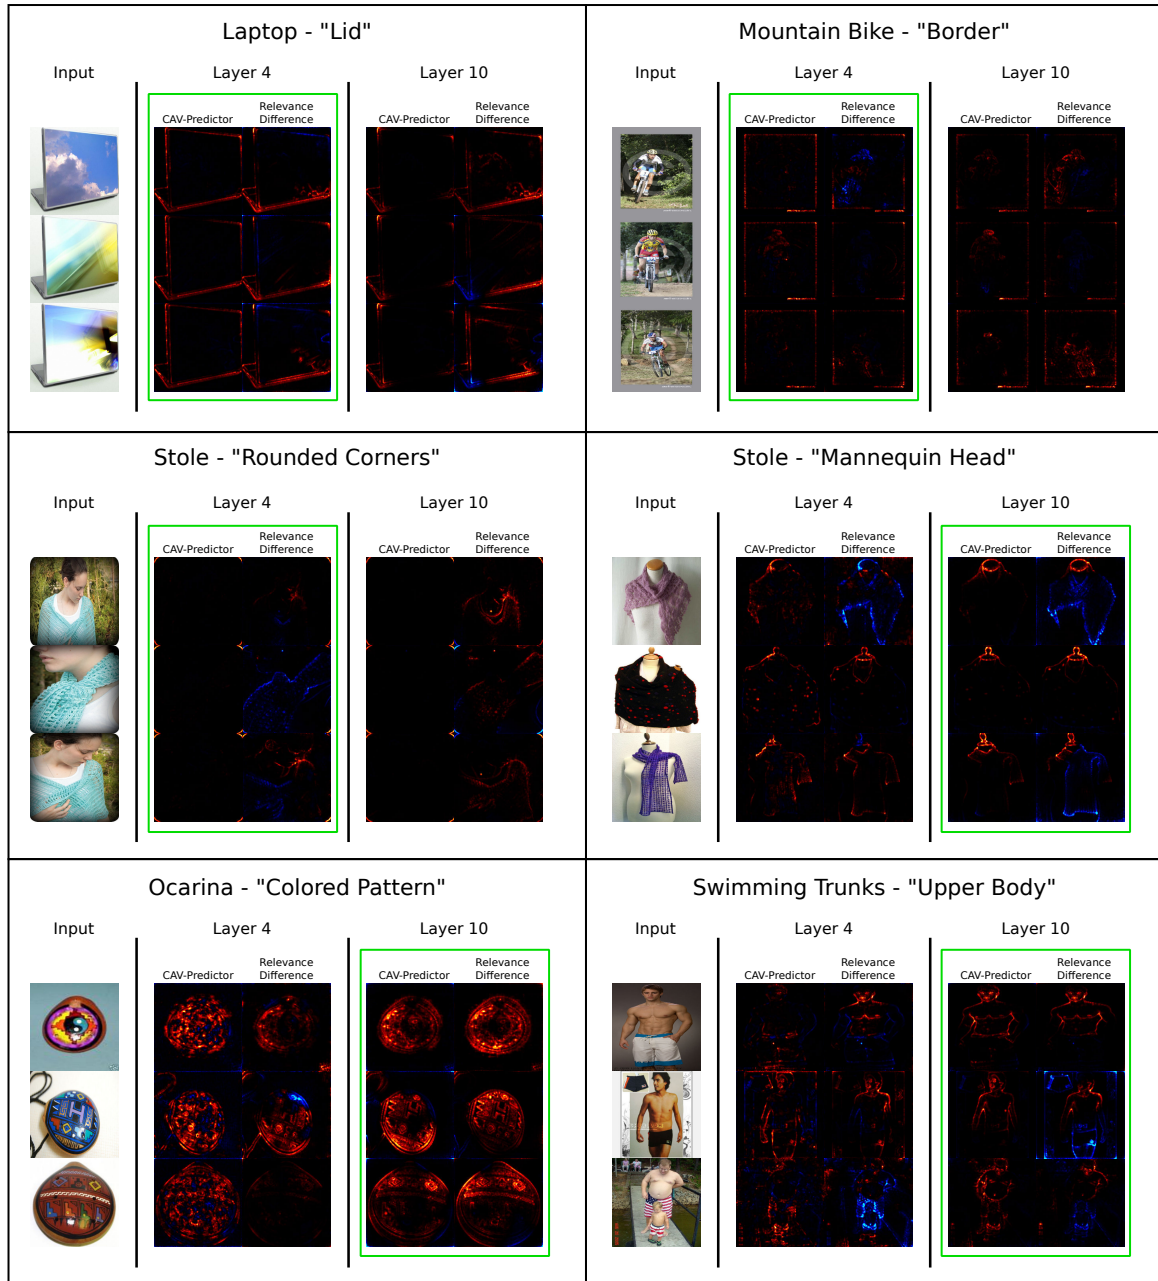 Laptop - "Lid"
Input
Layer 4
Layer 10
CAV-Predictor
Relevance
Difference
CAV-Predictor
Relevance
Difference
Mountain Bike - "Border"
Input
Layer 4
Layer 10
CAV-Predictor
Relevance
Difference
CAV-Predictor
Relevance
Difference
Stole - "Rounded Corners"
Input
Layer 4
Layer 10
CAV-Predictor
Relevance
Difference
CAV-Predictor
Relevance
Difference
Stole - "Mannequin Head"
Input
Layer 4
Layer 10
CAV-Predictor
Relevance
Difference
CAV-Predictor
Relevance
Difference
Ocarina - "Colored Pattern"
Input
Layer 4
Layer 10
CAV-Predictor
Relevance
Difference
CAV-Predictor
Relevance
Difference
Swimming Trunks - "Upper Body"
Input
Layer 4
Layer 10
CAV-Predictor
Relevance
Difference
CAV-Predictor
Relevance
Difference